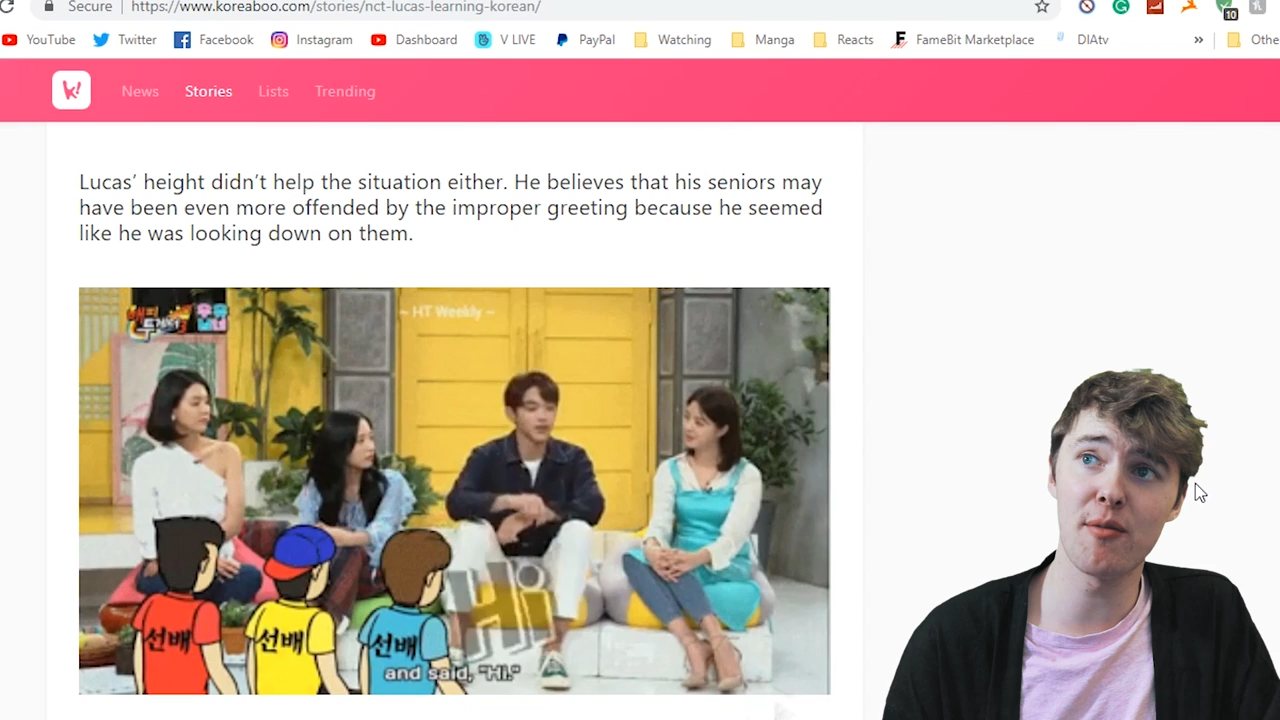 Secure
https://www.koreaboo.com/stories/nct-lucas-learning-korean/
10
YouTube
Twitter
Facebook
Instagram
Dashboard
V LIVE
PayPal
Watching
Manga
Reacts
FameBit Marketplace
DIAtv
»
Othe
k!
News
Stories
Lists
Trending
Lucas’ height didn’t help the situation either. He believes that his seniors may
have been even more offended by the improper greeting because he seemed
like he was looking down on them.
~ HT Weekly ~
선배
선배
선배
Hi
and said, "Hi."